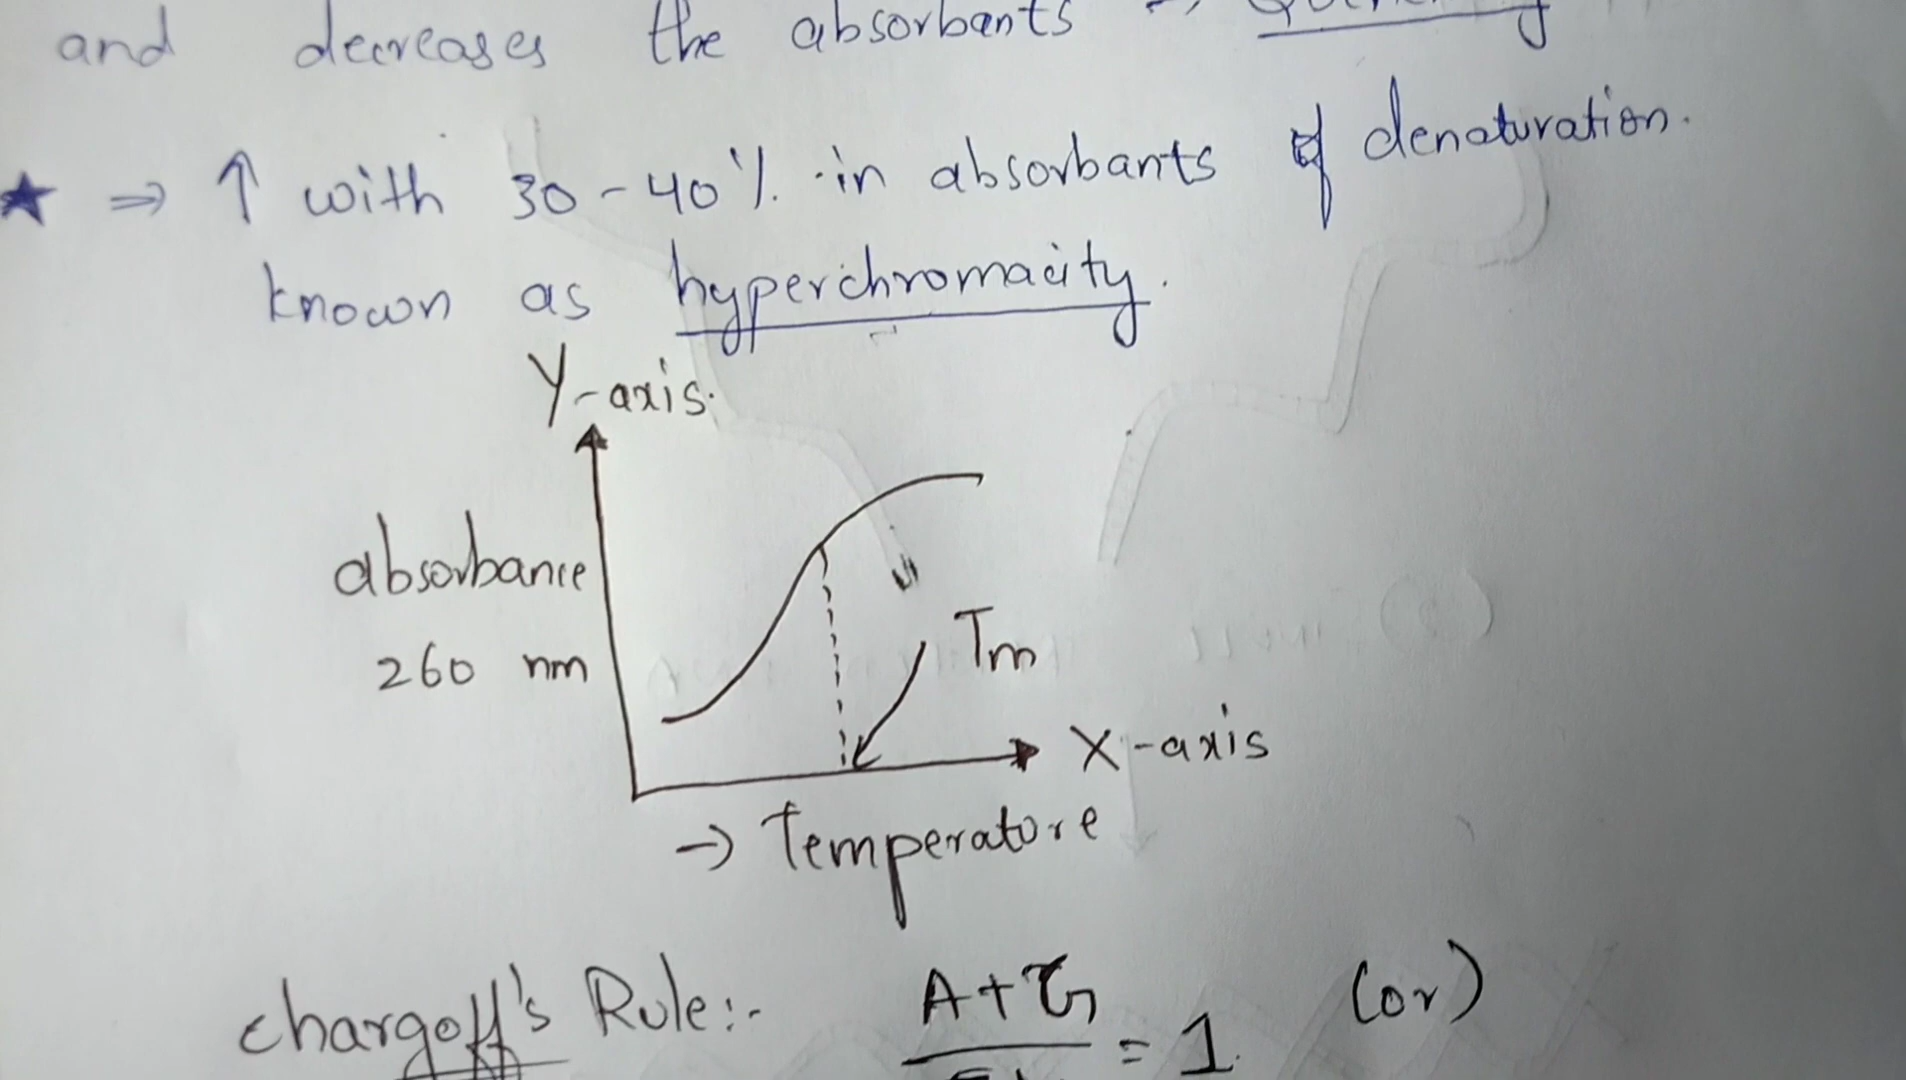 and decreases the absorbants →
★ ⇒ ↑ with 30-40% in absorbants of denaturation.
known as hyperchromacity.
Y-axis.
absorbance
260 nm
Tm
X-axis
→ Temperatore
chargoff's Rule:-
A+G = 1 (or)